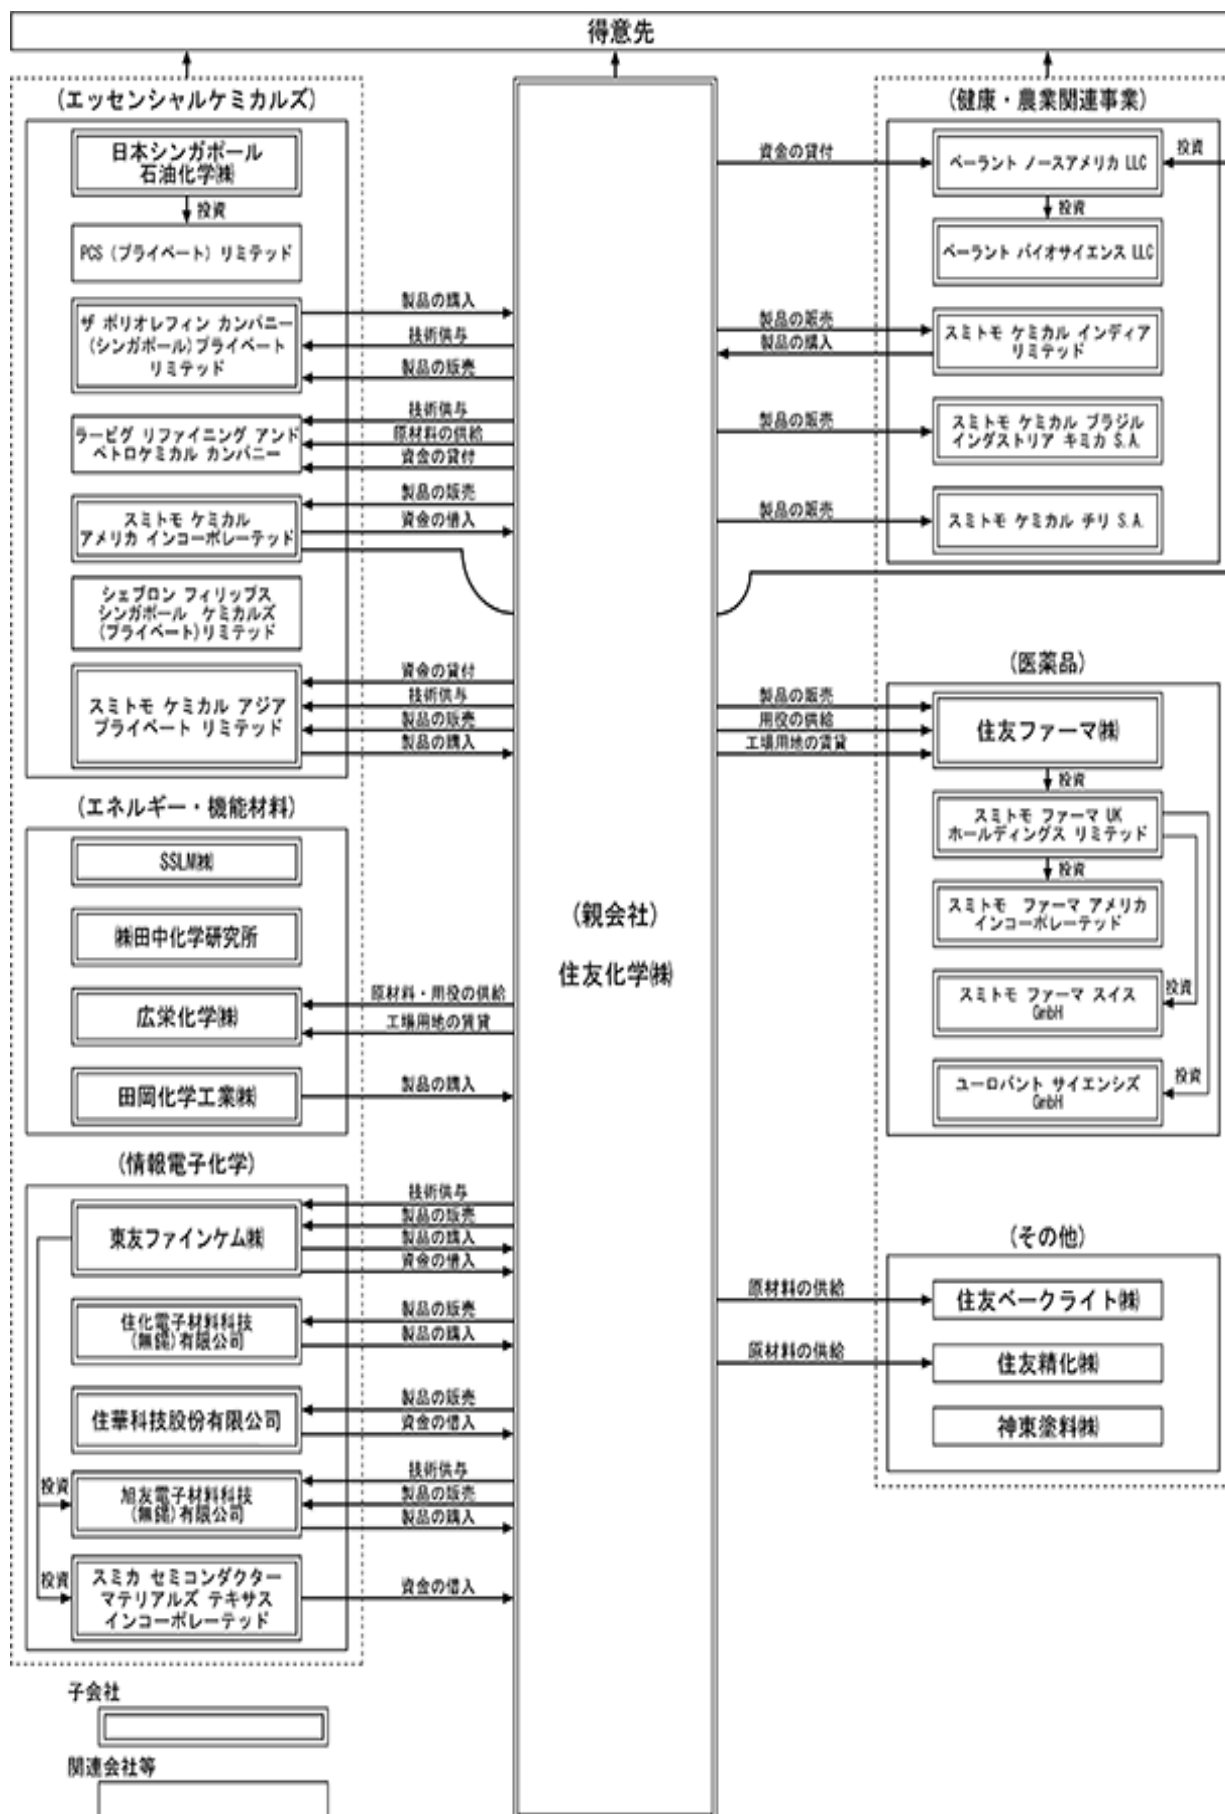 得意先
(エッセンシャルケミカルズ)
日本シンガポール
石油化学㈱
投資
PCS (プライベート) リミテッド
ザ ポリオレフィン カンパニー
(シンガポール)プライベート
リミテッド
製品の購入
技術供与
製品の販売
ラービグ リファイニング アンド
ペトロケミカル カンパニー
技術供与
原材料の供給
資金の貸付
スミトモ ケミカル
アメリカ インコーポレーテッド
製品の販売
資金の借入
シェブロン フィリップス
シンガポール ケミカルズ
(プライベート)リミテッド
スミトモ ケミカル アジア
プライベート リミテッド
資金の貸付
技術供与
製品の販売
製品の購入
(エネルギー・機能材料)
SSLM㈱
㈱田中化学研究所
広栄化学㈱
原材料・用役の供給
工場用地の賃貸
田岡化学工業㈱
製品の購入
(情報電子化学)
東友ファインケム㈱
技術供与
製品の販売
製品の購入
資金の借入
住化電子材料科技
(無錫)有限公司
製品の販売
製品の購入
住華科技股份有限公司
製品の販売
資金の借入
投資
旭友電子材料科技
(無錫)有限公司
技術供与
製品の販売
製品の購入
投資
スミカ セミコンダクター
マテリアルズ テキサス
インコーポレーテッド
資金の借入
子会社
関連会社等
(親会社)
住友化学㈱
(健康・農業関連事業)
資金の貸付
ベーラント ノースアメリカ LLC
投資
投資
ベーラント バイオサイエンス LLC
製品の販売
製品の購入
スミトモ ケミカル インディア
リミテッド
製品の販売
スミトモ ケミカル ブラジル
インダストリア キミカ S.A.
製品の販売
スミトモ ケミカル チリ S.A.
(医薬品)
製品の販売
用役の供給
工場用地の賃貸
住友ファーマ㈱
投資
スミトモ ファーマ UK
ホールディングス リミテッド
投資
スミトモ ファーマ アメリカ
インコーポレーテッド
スミトモ ファーマ スイス
GmbH
投資
ユーロバント サイエンシズ
GmbH
投資
(その他)
原材料の供給
住友ベークライト㈱
原材料の供給
住友精化㈱
神東塗料㈱